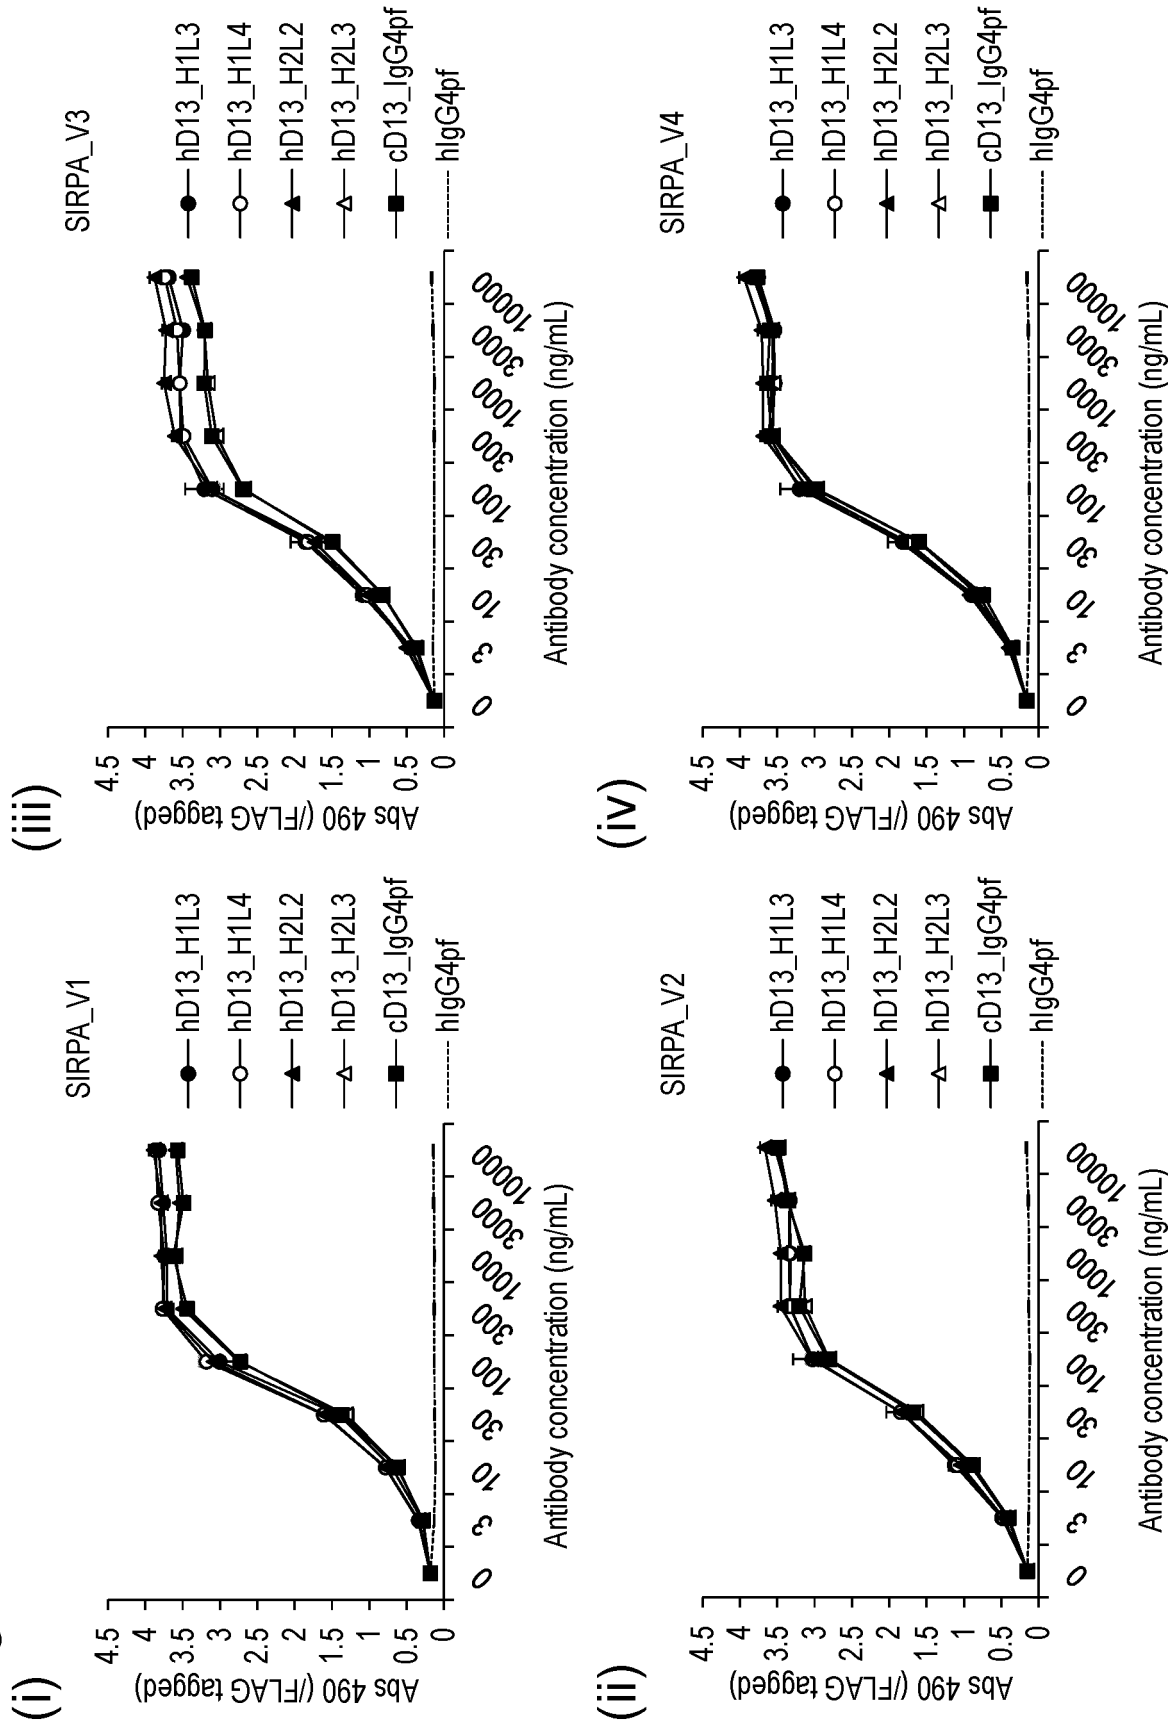 (i)
SIRPA_V1
4.5
4
3.5
3
2.5
2
1.5
1
0.5
0
Abs 490 (/FLAG tagged)
0
3
10
30
100
300
1000
3000
10000
Antibody concentration (ng/mL)
hD13_H1L3
hD13_H1L4
hD13_H2L2
hD13_H2L3
cD13_IgG4pf
hIgG4pf
(iii)
SIRPA_V3
4.5
4
3.5
3
2.5
2
1.5
1
0.5
0
Abs 490 (/FLAG tagged)
0
3
10
30
100
300
1000
3000
10000
Antibody concentration (ng/mL)
hD13_H1L3
hD13_H1L4
hD13_H2L2
hD13_H2L3
cD13_IgG4pf
hIgG4pf
(ii)
SIRPA_V2
4.5
4
3.5
3
2.5
2
1.5
1
0.5
0
Abs 490 (/FLAG tagged)
0
3
10
30
100
300
1000
3000
10000
Antibody concentration (ng/mL)
hD13_H1L3
hD13_H1L4
hD13_H2L2
hD13_H2L3
cD13_IgG4pf
hIgG4pf
(iv)
SIRPA_V4
4.5
4
3.5
3
2.5
2
1.5
1
0.5
0
Abs 490 (/FLAG tagged)
0
3
10
30
100
300
1000
3000
10000
Antibody concentration (ng/mL)
hD13_H1L3
hD13_H1L4
hD13_H2L2
hD13_H2L3
cD13_IgG4pf
hIgG4pf